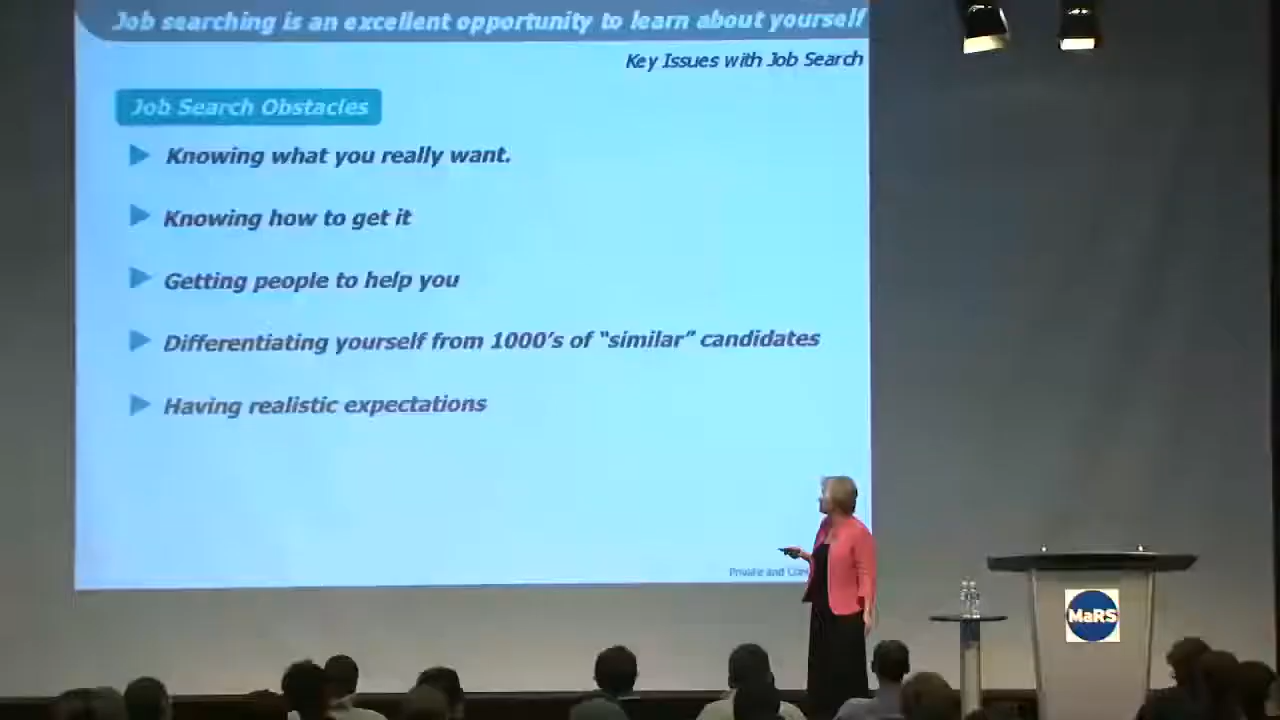 Job searching is an excellent opportunity to learn about yourself
Key Issues with Job Search
Job Search Obstacles
Knowing what you really want.
Knowing how to get it
Getting people to help you
Differentiating yourself from 1000's of “similar” candidates
Having realistic expectations
Private and
MaRS